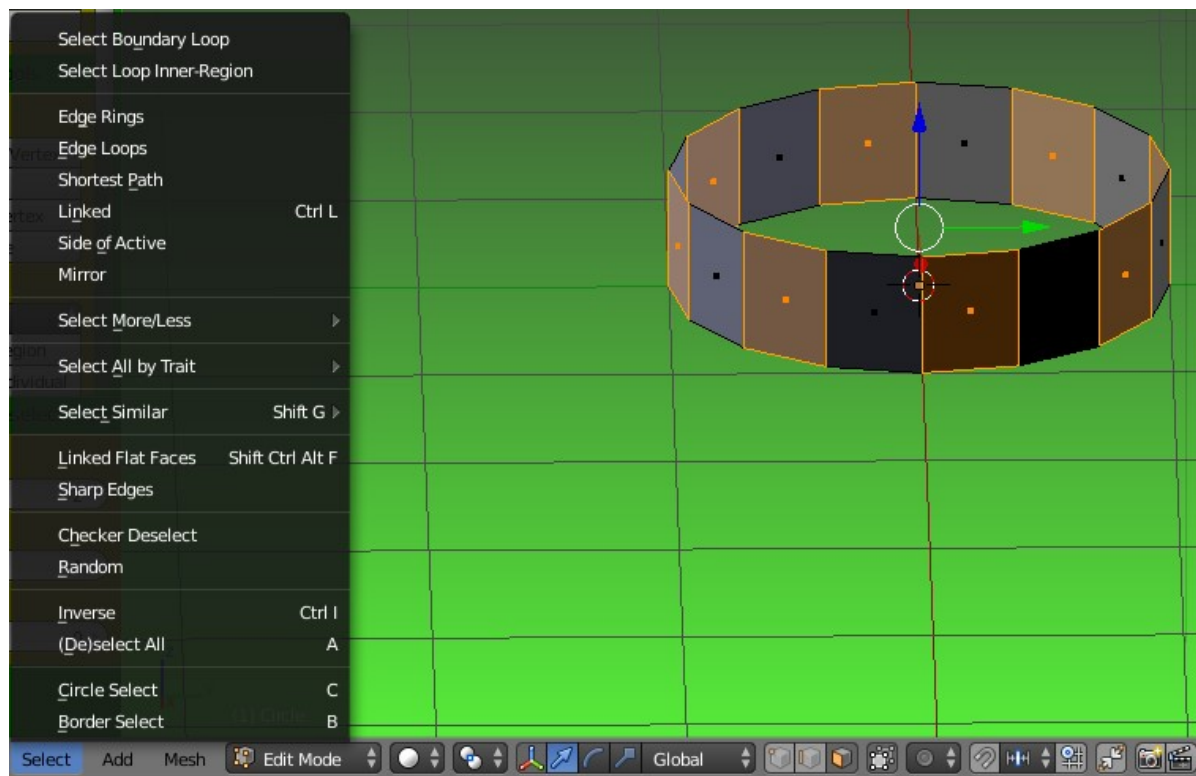 Select Boundary Loop
Select Loop Inner-Region
Edge Rings
Edge Loops
Shortest Path
Linked Ctrl L
Side of Active
Mirror
Select More/Less
Select All by Trait
Select Similar Shift G
Linked Flat Faces Shift Ctrl Alt F
Sharp Edges
Checker Deselect
Random
Inverse Ctrl I
(De)select All A
Circle Select C
(1) Circle
Border Select B
Select Add Mesh Edit Mode Global